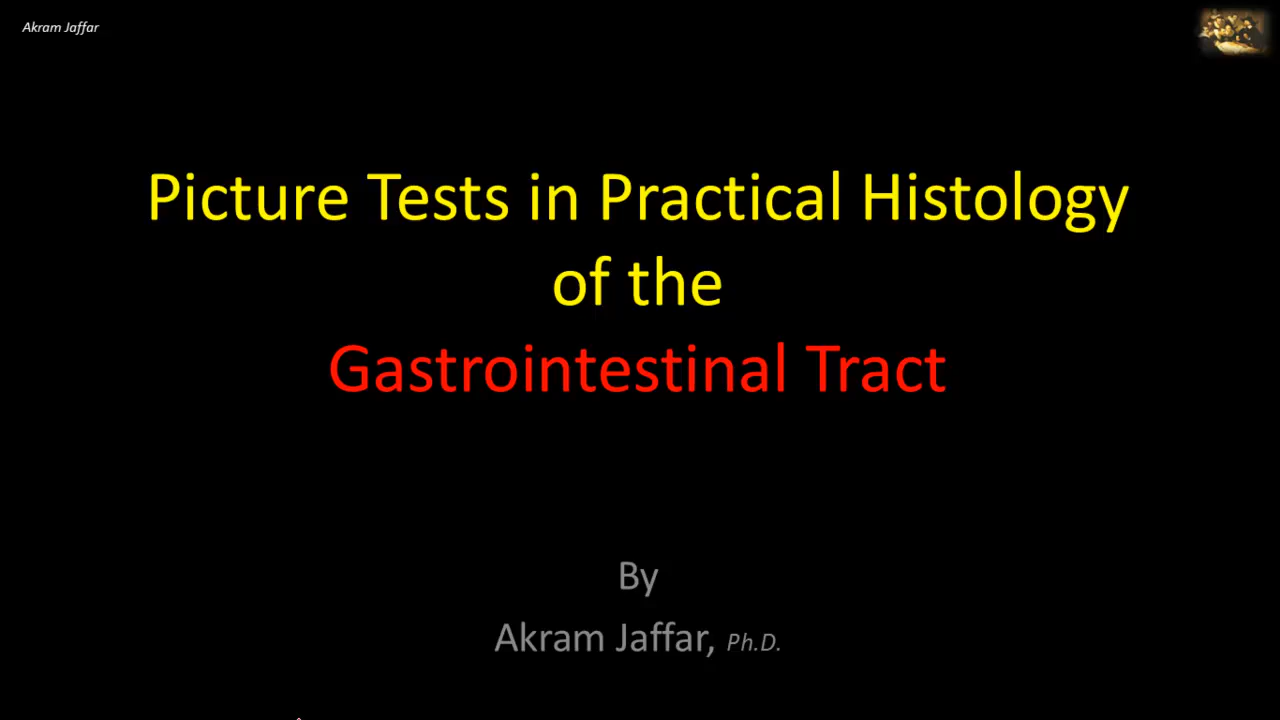 Akram Jaffar
Picture Tests in Practical Histology
of the
Gastrointestinal Tract
By
Akram Jaffar, Ph.D.